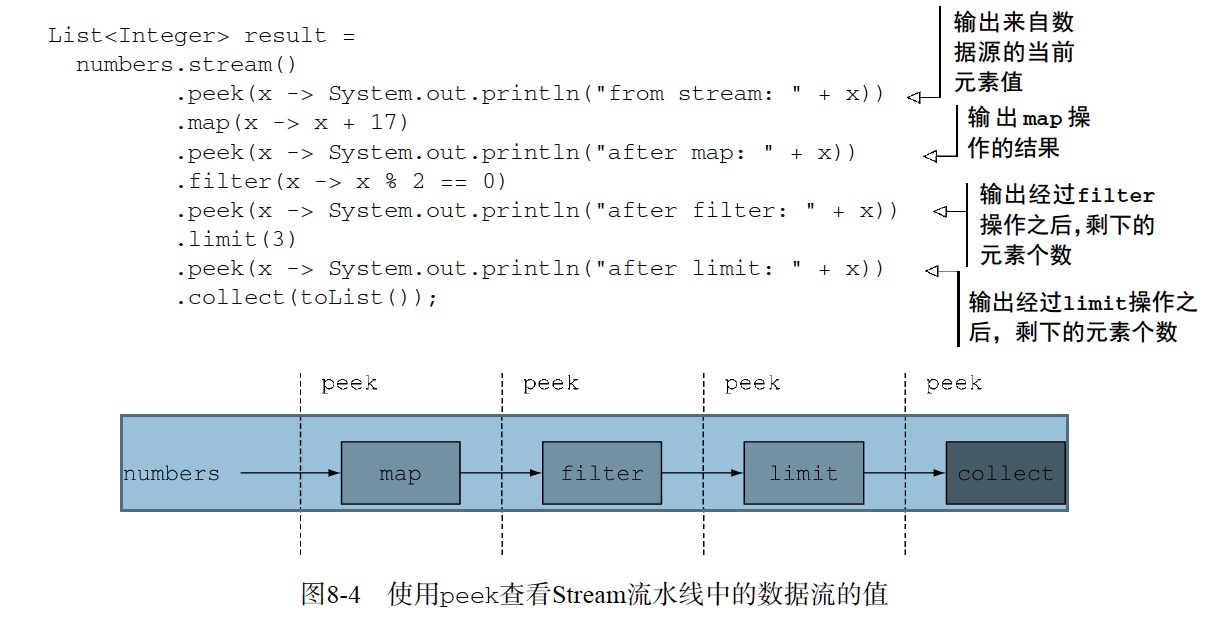 List<Integer> result =
numbers.stream()
.peek(x -> System.out.println("from stream: " + x))
.map(x -> x + 17)
.peek(x -> System.out.println("after map: " + x))
.filter(x -> x % 2 == 0)
.peek(x -> System.out.println("after filter: " + x))
.limit(3)
.peek(x -> System.out.println("after limit: " + x))
.collect(toList());
输出来自数
据源的当前
元素值
输出map操
作的结果
输出经过filter
操作之后,剩下的
元素个数
输出经过limit操作之
后，剩下的元素个数
peek
peek
peek
peek
numbers
map
filter
limit
collect
图8-4 使用peek查看Stream流水线中的数据流的值